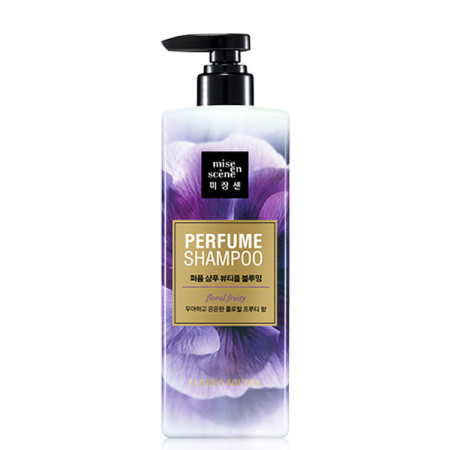 mise
en
scène
미쟝센
PERFUME
SHAMPOO
퍼퓸 샴푸 뷰티풀 블루밍
floral fruity
우아하고 은은한 플로럴 프루티 향